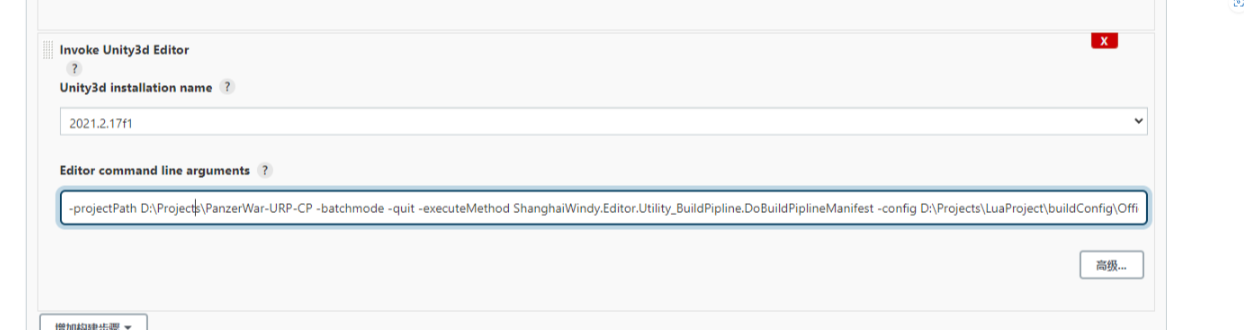 X
Invoke Unity3d Editor
?
Unity3d installation name ?
2021.2.17f1
Editor command line arguments ?
-projectPath D:\Projects\PanzerWar-URP-CP -batchmode -quit -executeMethod ShanghaiWindy.Editor.Utility_BuildPipline.DoBuildPiplineManifest -config D:\Projects\LuaProject\buildConfig\Offi
高级...
增加构建步骤